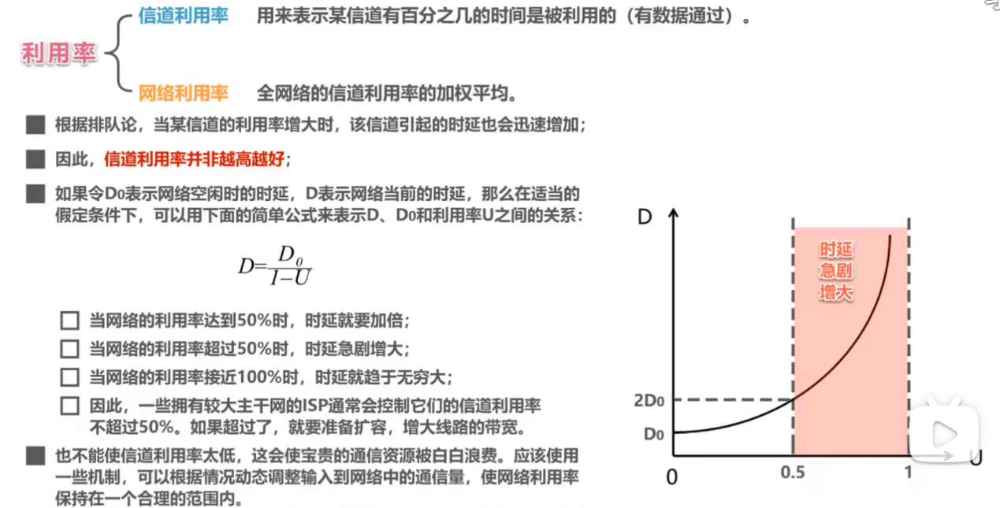 信道利用率 用来表示某信道有百分之几的时间是被利用的（有数据通过）。
利用率
网络利用率 全网络的信道利用率的加权平均。
根据排队论，当某信道的利用率增大时，该信道引起的时延也会迅速增加；
因此，信道利用率并非越高越好；
如果令D₀表示网络空闲时的时延，D表示网络当前的时延，那么在适当的
假定条件下，可以用下面的简单公式来表示D、D₀和利用率U之间的关系：
D=D₀/(1-U)
当网络的利用率达到50%时，时延就要加倍；
当网络的利用率超过50%时，时延急剧增大；
当网络的利用率接近100%时，时延就趋于无穷大；
因此，一些拥有较大主干网的ISP通常会控制它们的信道利用率
不超过50%。如果超过了，就要准备扩容，增大线路的带宽。
也不能使信道利用率太低，这会使宝贵的通信资源被白白浪费。应该使用
一些机制，可以根据情况动态调整输入到网络中的通信量，使网络利用率
保持在一个合理的范围内。
D
时延
急剧
增大
2D₀
D₀
U
0
0.5
1